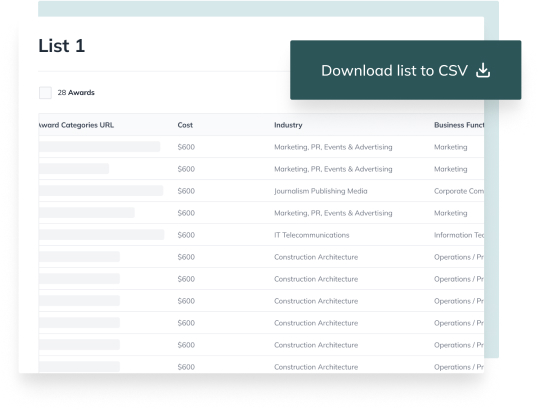 List 1
Download list to CSV
28 Awards
Award Categories URL Cost Industry Business Funct
$600 Marketing, PR, Events & Advertising Marketing
$600 Marketing, PR, Events & Advertising Marketing
$600 Journalism Publishing Media Corporate Com
$600 Marketing, PR, Events & Advertising Marketing
$600 IT Telecommunications Information Tec
$600 Construction Architecture Operations / Pr
$600 Construction Architecture Operations / Pr
$600 Construction Architecture Operations / Pr
$600 Construction Architecture Operations / Pr
$600 Construction Architecture Operations / Pr
$600 Construction Architecture Operations / Pr